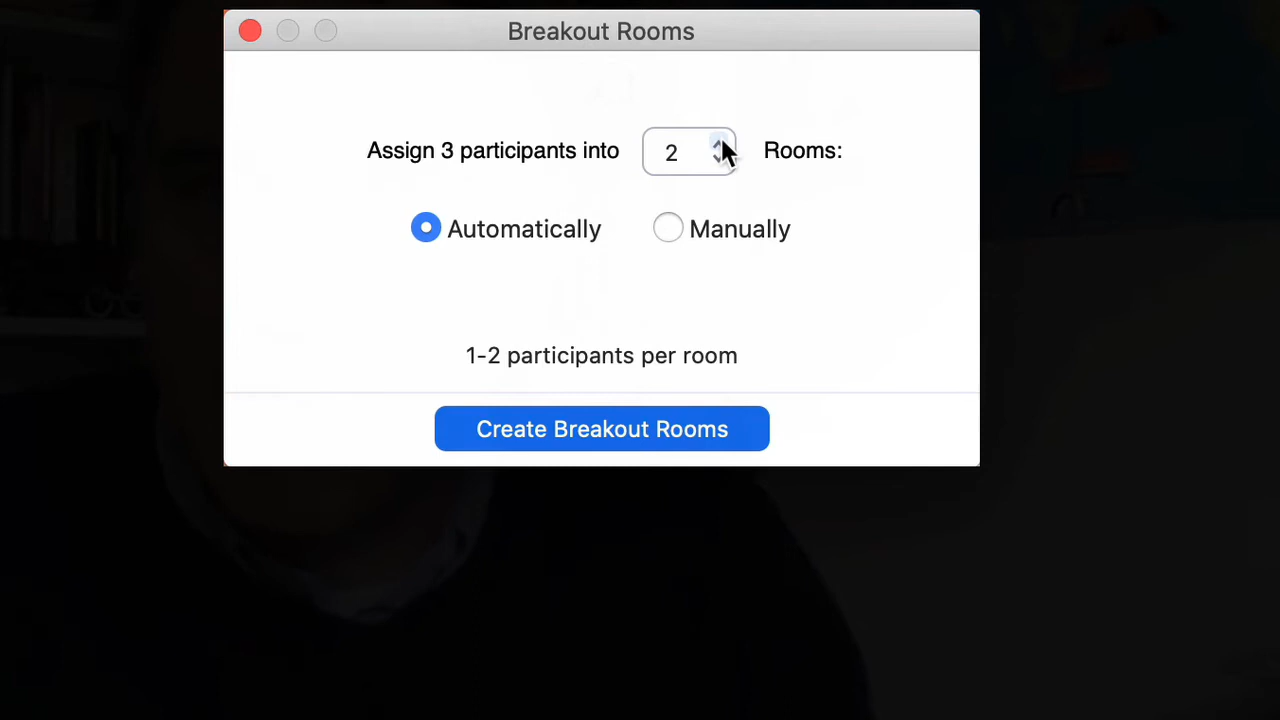 Breakout Rooms
Assign 3 participants into 2 Rooms:
Automatically Manually
1-2 participants per room
Create Breakout Rooms